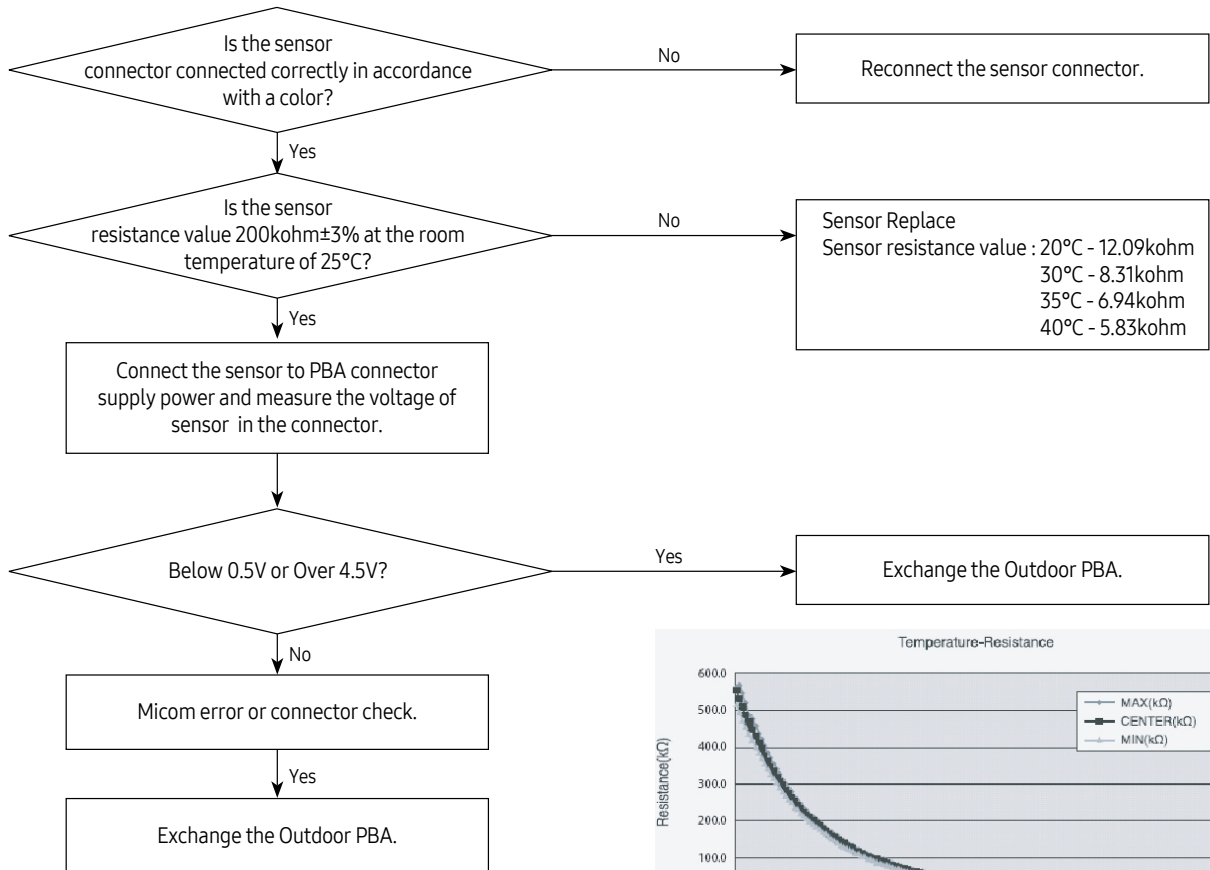 Is the sensor
connector connected correctly in accordance
with a color?
No
Reconnect the sensor connector.
Yes
Is the sensor
resistance value 200kohm±3% at the room
temperature of 25°C?
No
Sensor Replace
Sensor resistance value : 20°C - 12.09kohm
30°C - 8.31kohm
35°C - 6.94kohm
40°C - 5.83kohm
Yes
Connect the sensor to PBA connector
supply power and measure the voltage of
sensor in the connector.
Below 0.5V or Over 4.5V?
Yes
Exchange the Outdoor PBA.
No
Micom error or connector check.
Yes
Exchange the Outdoor PBA.
Temperature-Resistance
600.0
500.0
400.0
300.0
200.0
100.0
Resistance(kΩ)
MAX(kΩ)
CENTER(kΩ)
MIN(kΩ)